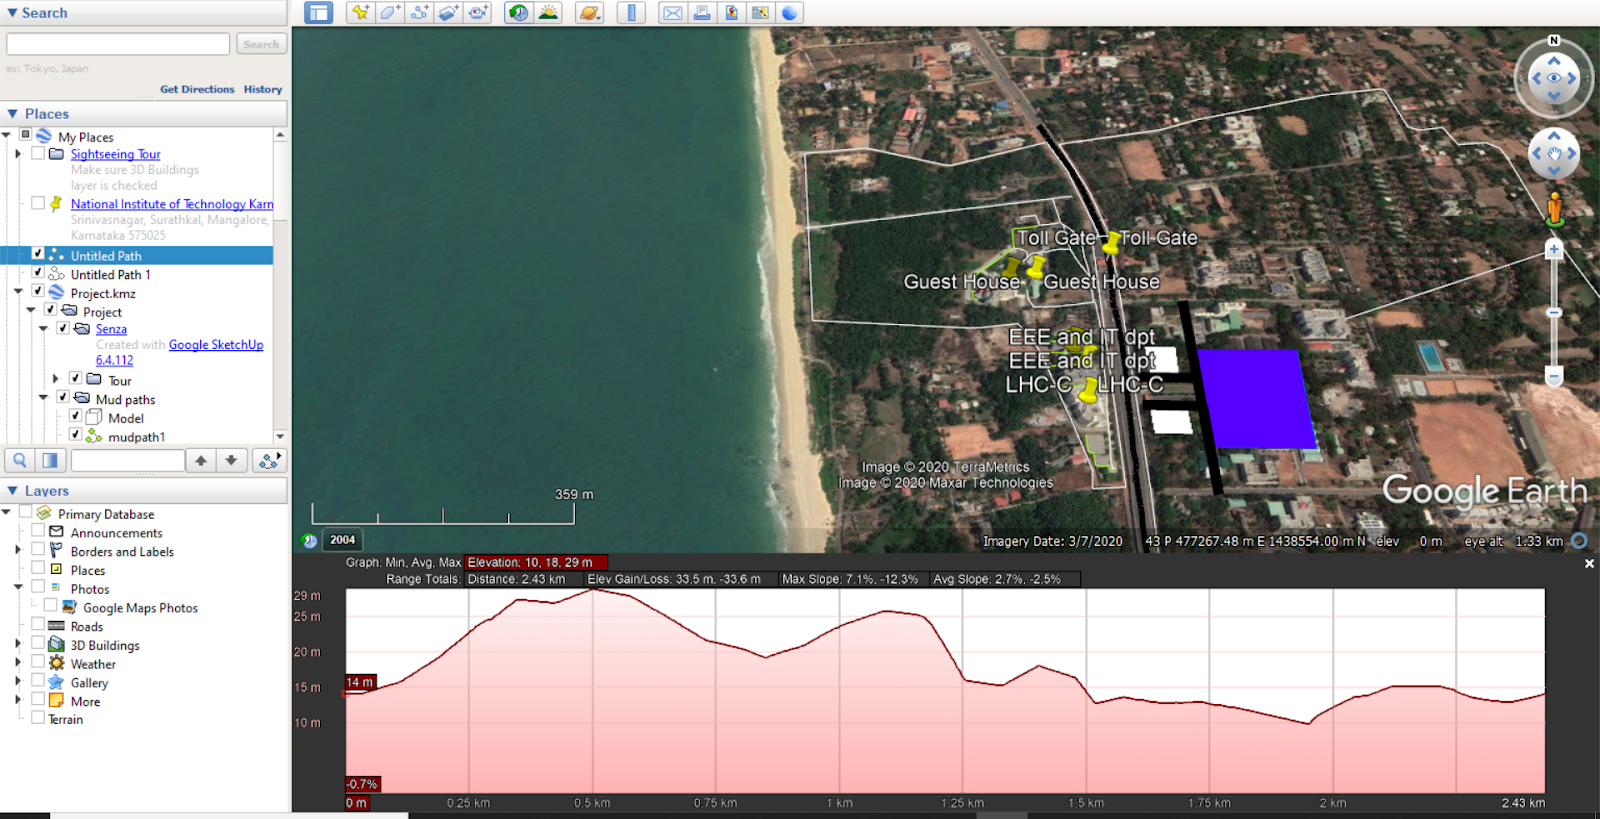 Search
Search
ex: Tokyo, Japan
Get Directions History
Places
My Places
Sightseeing Tour
Make sure 3D Buildings
layer is checked
National Institute of Technology Karn
Srinivasnagar, Surathkal, Mangalore,
Karnataka 575025
Untitled Path
Untitled Path 1
Project.kmz
Project
Senza
Created with Google SketchUp
6.4.112
Tour
Mud paths
Model
mudpath1
Layers
Primary Database
Announcements
Borders and Labels
Places
Photos
Google Maps Photos
Roads
3D Buildings
Weather
Gallery
More
Terrain
N
Toll Gate Toll Gate
Guest House Guest House
EEE and IT dpt
EEE and IT dpt
LHC-C LHC-C
Image © 2020 TerraMetrics
Image © 2020 Maxar Technologies
Google Earth
359 m
2004
Imagery Date: 3/7/2020 43 P 477267.48 m E 1438554.00 m N elev 0 m eye alt 1.33 km
Graph: Min, Avg, Max Elevation: 10, 18, 29 m
Range Totals: Distance: 2.43 km Elev Gain/Loss: 33.5 m, -33.6 m Max Slope: 7.1%, -12.3% Avg Slope: 2.7%, -2.5%
29 m
25 m
20 m
15 m
10 m
14 m
-0.7%
0 m 0.25 km 0.5 km 0.75 km 1 km 1.25 km 1.5 km 1.75 km 2 km 2.43 km